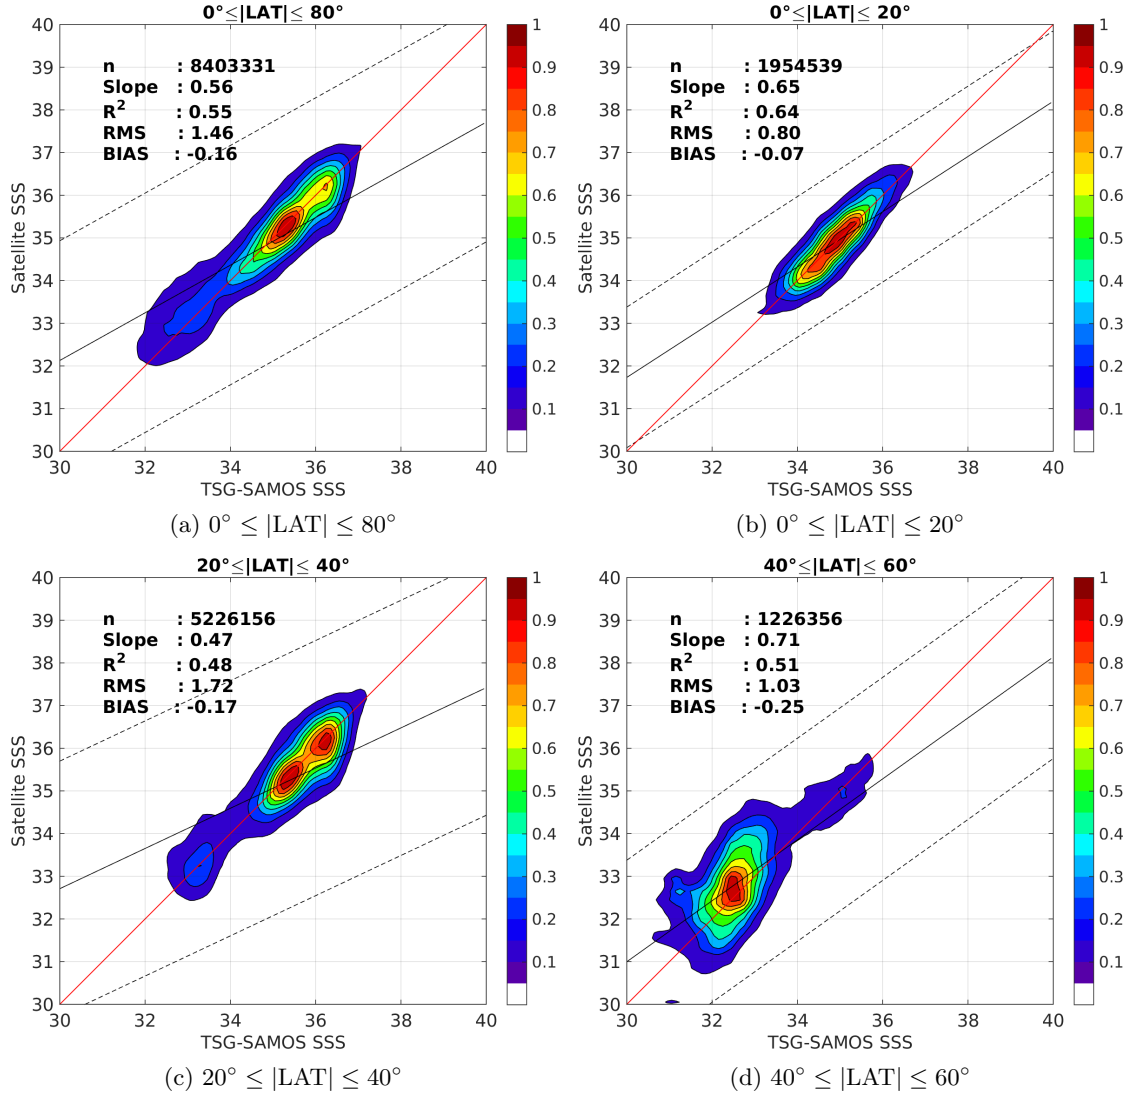 0°≤|LAT|≤ 80°
n : 8403331
Slope : 0.56
R² : 0.55
RMS : 1.46
BIAS : -0.16
40
39
38
37
36
35
34
33
32
31
30
Satellite SSS
30 32 34 36 38 40
TSG-SAMOS SSS
1
0.9
0.8
0.7
0.6
0.5
0.4
0.3
0.2
0.1
(a) 0° ≤ |LAT| ≤ 80°
0°≤|LAT|≤ 20°
n : 1954539
Slope : 0.65
R² : 0.64
RMS : 0.80
BIAS : -0.07
40
39
38
37
36
35
34
33
32
31
30
Satellite SSS
30 32 34 36 38 40
TSG-SAMOS SSS
1
0.9
0.8
0.7
0.6
0.5
0.4
0.3
0.2
0.1
(b) 0° ≤ |LAT| ≤ 20°
20°≤|LAT|≤ 40°
n : 5226156
Slope : 0.47
R² : 0.48
RMS : 1.72
BIAS : -0.17
40
39
38
37
36
35
34
33
32
31
30
Satellite SSS
30 32 34 36 38 40
TSG-SAMOS SSS
1
0.9
0.8
0.7
0.6
0.5
0.4
0.3
0.2
0.1
(c) 20° ≤ |LAT| ≤ 40°
40°≤|LAT|≤ 60°
n : 1226356
Slope : 0.71
R² : 0.51
RMS : 1.03
BIAS : -0.25
40
39
38
37
36
35
34
33
32
31
30
Satellite SSS
30 32 34 36 38 40
TSG-SAMOS SSS
1
0.9
0.8
0.7
0.6
0.5
0.4
0.3
0.2
0.1
(d) 40° ≤ |LAT| ≤ 60°